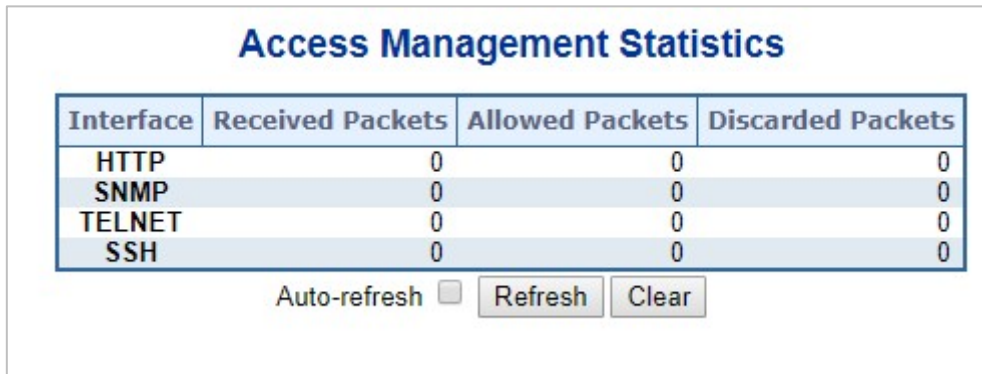 Access Management Statistics
Interface Received Packets Allowed Packets Discarded Packets
HTTP 0 0 0
SNMP 0 0 0
TELNET 0 0 0
SSH 0 0 0
Auto-refresh Refresh Clear